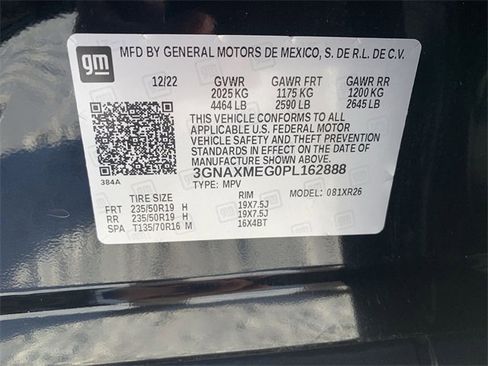 gm
MFD BY GENERAL MOTORS DE MEXICO, S. DE R.L. DE C.V.
12/22 GVWR GAWR FRT GAWR RR
2025 KG 1175 KG 1200 KG
4464 LB 2590 LB 2645 LB
THIS VEHICLE CONFORMS TO ALL
APPLICABLE U.S. FEDERAL MOTOR
VEHICLE SAFETY AND THEFT PREVENTION
STANDARDS IN EFFECT ON THE DATE OF
MANUFACTURE SHOWN ABOVE.
384A 3GNAXMEG0PL162888
TYPE: MPV
TIRE SIZE RIM MODEL: 081XR26
FRT 235/50R19 H 19X7.5J
RR 235/50R19 H 19X7.5J
SPA T135/70R16 M 16X4BT